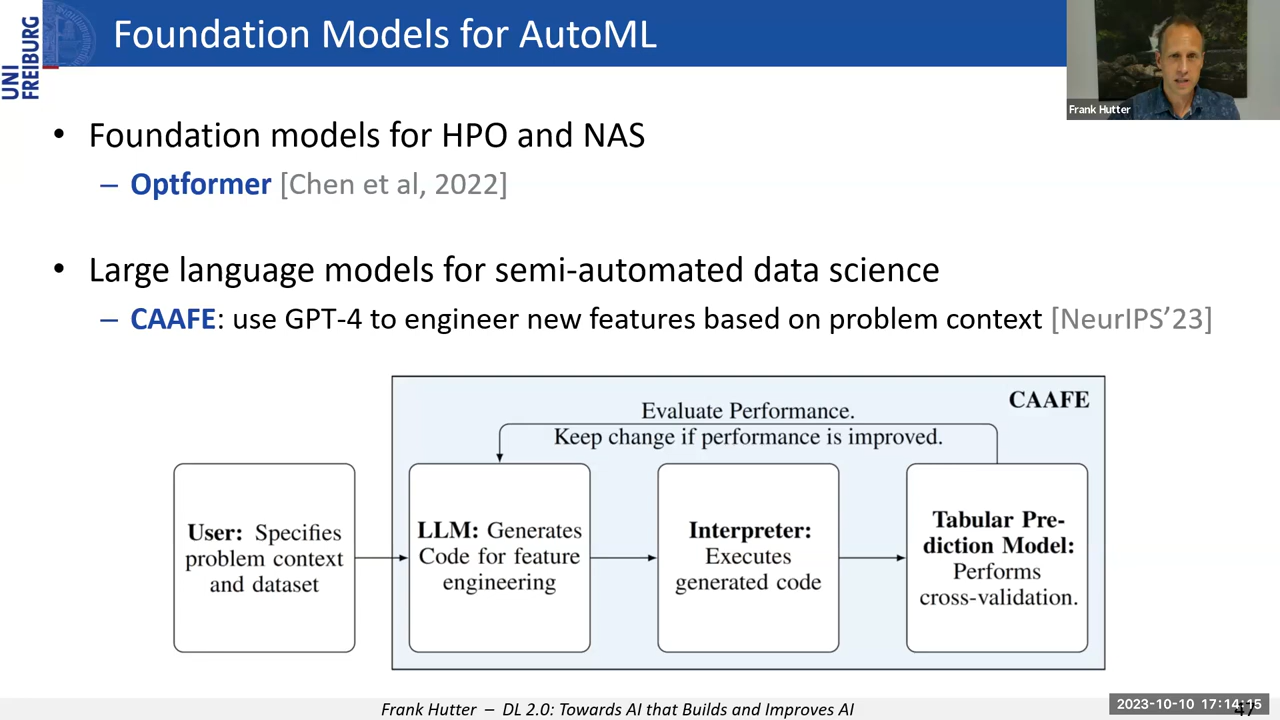 UNI
FREIBURG
Foundation Models for AutoML
Frank Hutter
• Foundation models for HPO and NAS
– Optformer [Chen et al, 2022]
• Large language models for semi-automated data science
– CAAFE: use GPT-4 to engineer new features based on problem context [NeurIPS’23]
CAAFE
Evaluate Performance.
Keep change if performance is improved.
User: Specifies
problem context
and dataset
LLM: Generates
Code for feature
engineering
Interpreter:
Executes
generated code
Tabular Pre-
diction Model:
Performs
cross-validation.
Frank Hutter – DL 2.0: Towards AI that Builds and Improves AI
2023-10-10 17:14:15